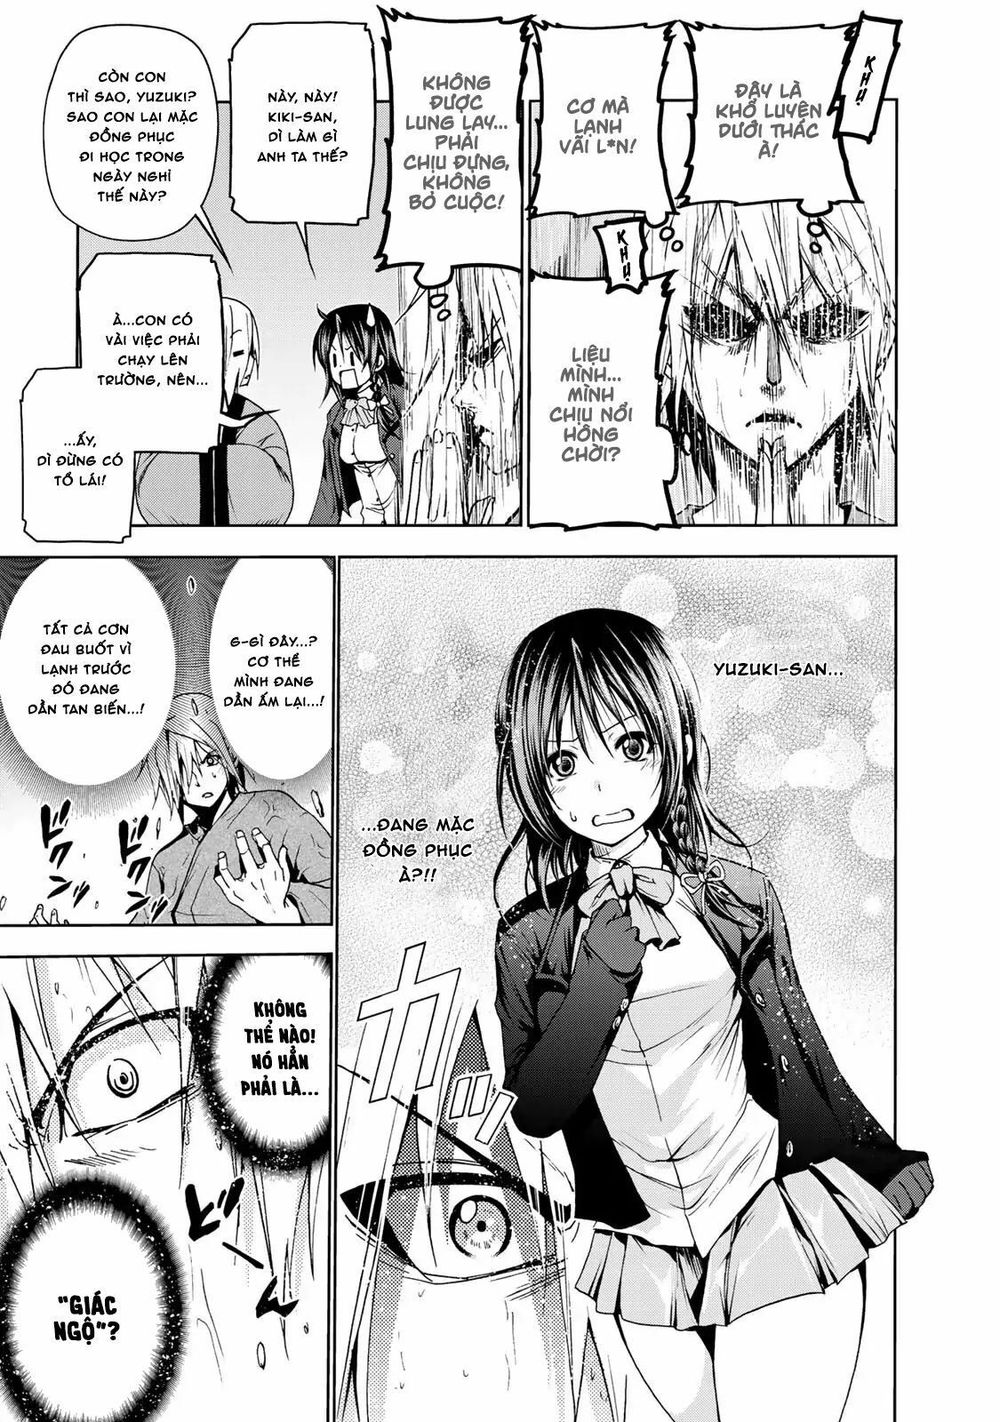 KHỤ
ĐÂY LÀ
KHỔ LUYỆN
DƯỚI THÁC
À!
CƠ MÀ
LẠNH
VÃI L*N!
KHỤ
LIỆU
MÌNH...
MÌNH
CHỊU NỔI
HÔNG
CHỜI?
KHÔNG
ĐƯỢC
LUNG LAY...
PHẢI
CHỊU ĐỰNG,
KHÔNG
BỎ CUỘC!
NÀY, NÀY!
KIKI-SAN,
DÌ LÀM GÌ
ANH TA THẾ?
CÒN CON
THÌ SAO, YUZUKI?
SAO CON LẠI MẶC
ĐỒNG PHỤC
ĐI HỌC TRONG
NGÀY NGHỈ
THẾ NÀY?
À...CON CÓ
VÀI VIỆC PHẢI
CHẠY LÊN
TRƯỜNG, NÊN...
...ẤY,
DÌ ĐỪNG CÓ
TỒ LÁI!
YUZUKI-SAN...
...ĐANG MẶC
ĐỒNG PHỤC
À?!!
カッ
G-GÌ ĐÂY...?
CƠ THỂ
MÌNH ĐANG
DẦN ẤM LẠI...!
TẤT CẢ CƠN
ĐAU BUỐT VÌ
LẠNH TRƯỚC
ĐÓ ĐANG
DẦN TAN BIẾN...!
KHÔNG
THỂ NÀO!
NÓ HẲN
PHẢI LÀ...
"GIÁC
NGỘ"?